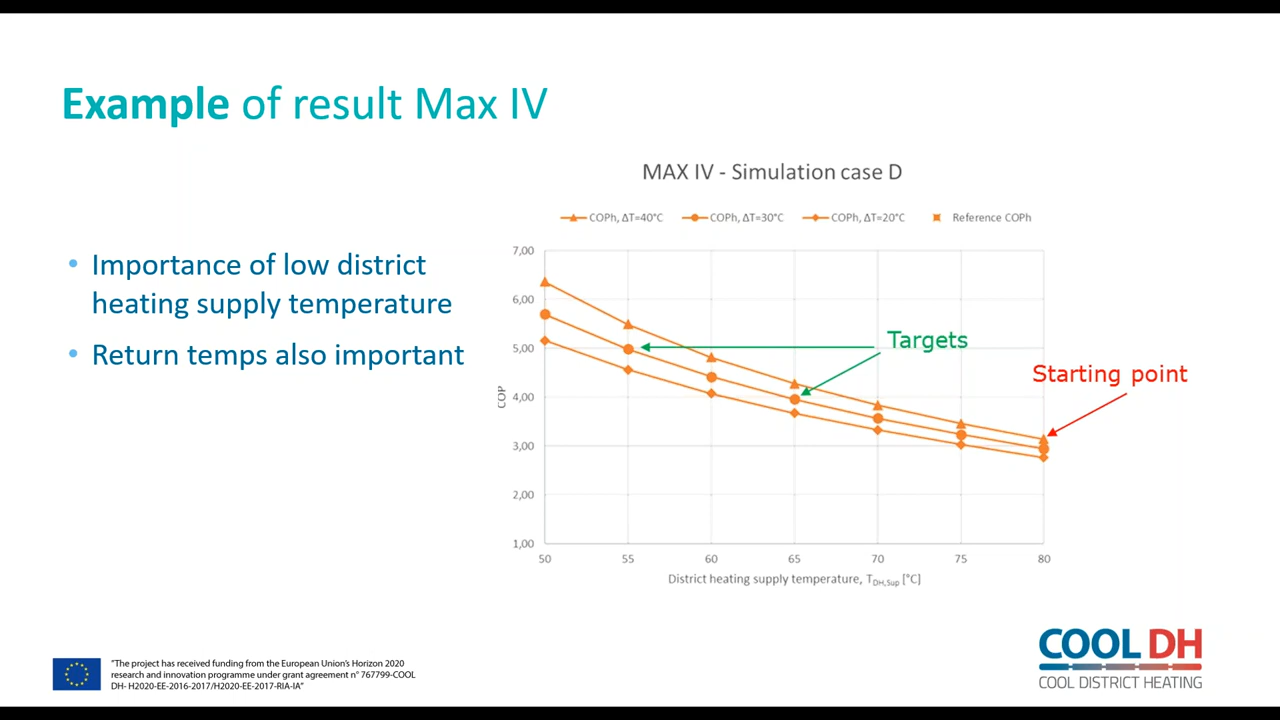 Example of result Max IV
• Importance of low district
heating supply temperature
• Return temps also important
MAX IV - Simulation case D
COPh, ΔT=40°C
COPh, ΔT=30°C
COPh, ΔT=20°C
Reference COPh
7,00
6,00
5,00
4,00
3,00
2,00
1,00
COP
50
55
60
65
70
75
80
District heating supply temperature, TDH,Sup [°C]
Targets
Starting point
"The project has received funding from the European Union's Horizon 2020
research and innovation programme under grant agreement n° 767799-COOL
DH- H2020-EE-2016-2017/H2020-EE-2017-RIA-IA"
COOL DH
COOL DISTRICT HEATING